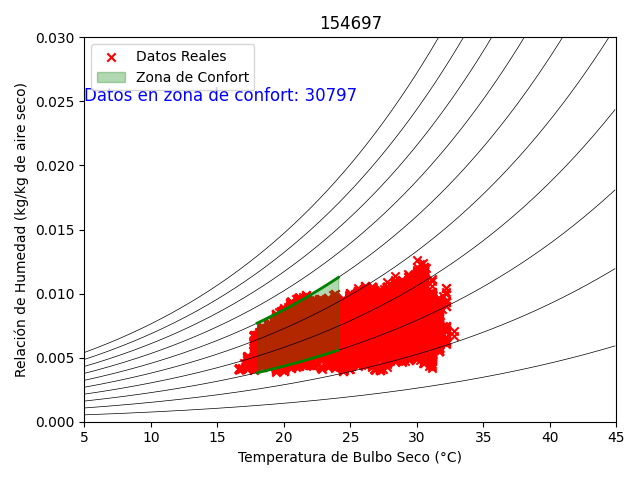 154697
Datos Reales
Zona de Confort
Datos en zona de confort: 30797
Relación de Humedad (kg/kg de aire seco)
0.030
0.025
0.020
0.015
0.010
0.005
0.000
5 10 15 20 25 30 35 40 45
Temperatura de Bulbo Seco (°C)